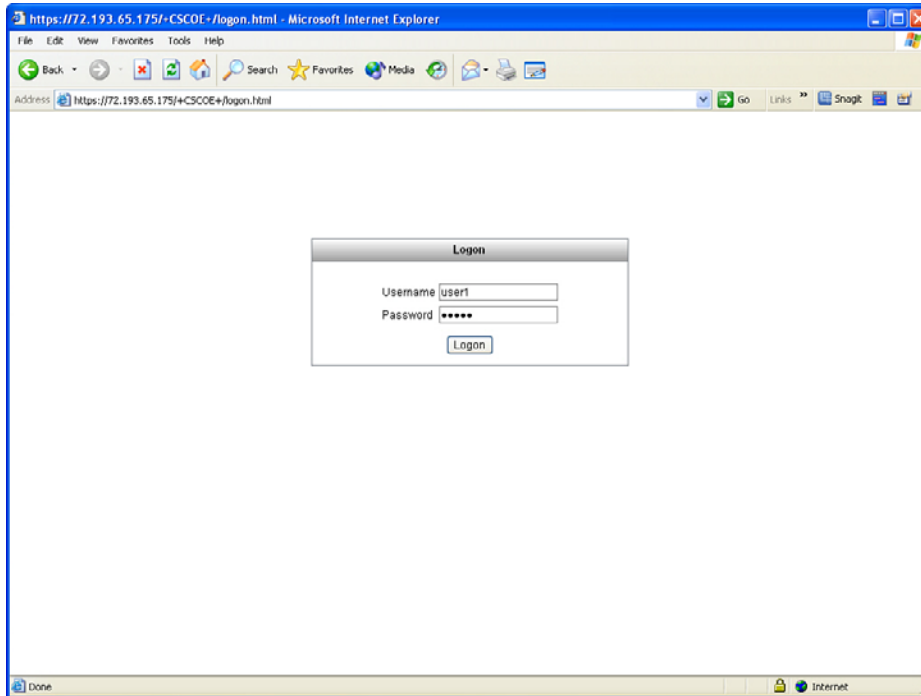 https://72.193.65.175/+CSCOE+/logon.html - Microsoft Internet Explorer
File Edit View Favorites Tools Help
Back Search Favorites Media
Address https://72.193.65.175/+CSCOE+/logon.html Go Links » SnagIt
Logon
Username user1
Password •••••
Logon
Done Internet